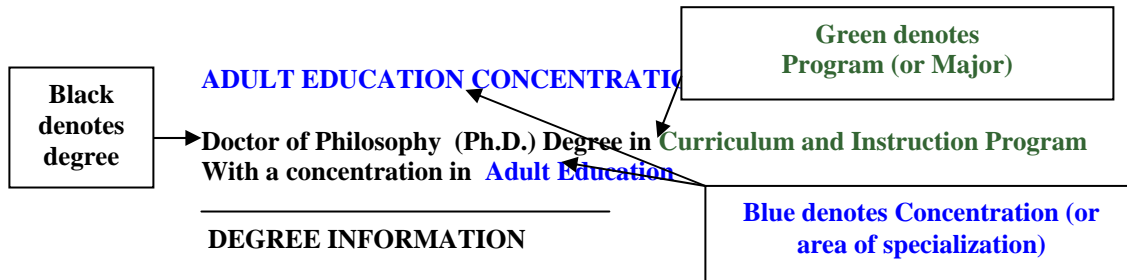 Green denotes
Program (or Major)
ADULT EDUCATION CONCENTRATIO
Black
denotes
degree
Doctor of Philosophy (Ph.D.) Degree in Curriculum and Instruction Program
With a concentration in Adult Education
Blue denotes Concentration (or
area of specialization)
DEGREE INFORMATION